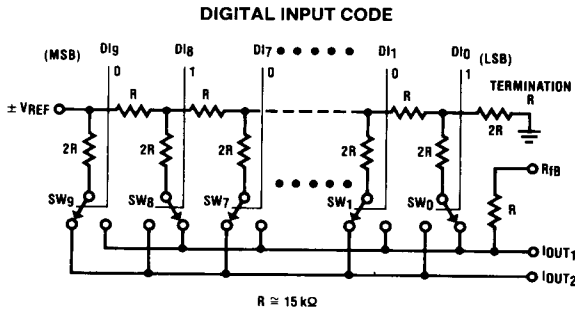 DIGITAL INPUT CODE
(MSB) DI9 DI8 DI7 DI1 DI0 (LSB)
0 1 0 0 1
TERMINATION
R R R R
± VREF
2R
2R 2R 2R 2R 2R
RfB
SW9 SW8 SW7 SW1 SW0
R
IOUT1
IOUT2
R ≅ 15 kΩ